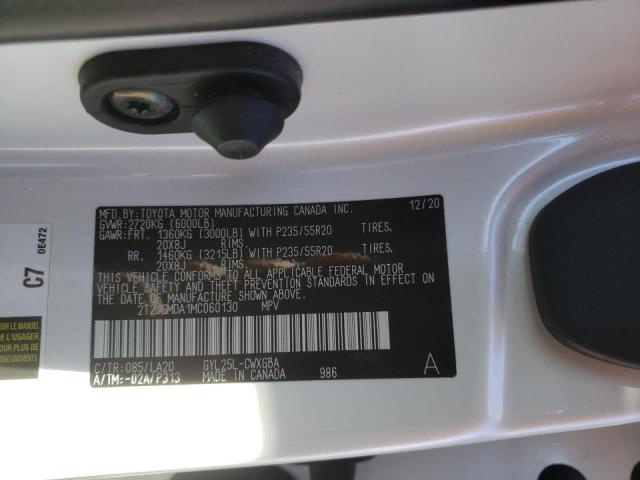 MFD. BY: TOYOTA MOTOR MANUFACTURING CANADA INC. 12/20
GVWR: 2720KG (6000LB)
GAWR: FRT. 1360KG (3000LB) WITH P235/55R20 TIRES,
20X8J RIMS.
RR. 1460KG (3215LB) WITH P235/55R20 TIRES,
20X8J RIMS.
THIS VEHICLE CONFORMS TO ALL APPLICABLE FEDERAL MOTOR
VEHICLE SAFETY AND THEFT PREVENTION STANDARDS IN EFFECT ON
THE DATE OF MANUFACTURE SHOWN ABOVE.
MPV
C/TR: 085/LA20 GYL25L-CWXGBA
A/TM: -02A/P313 MADE IN CANADA 986 A
C7 0E472